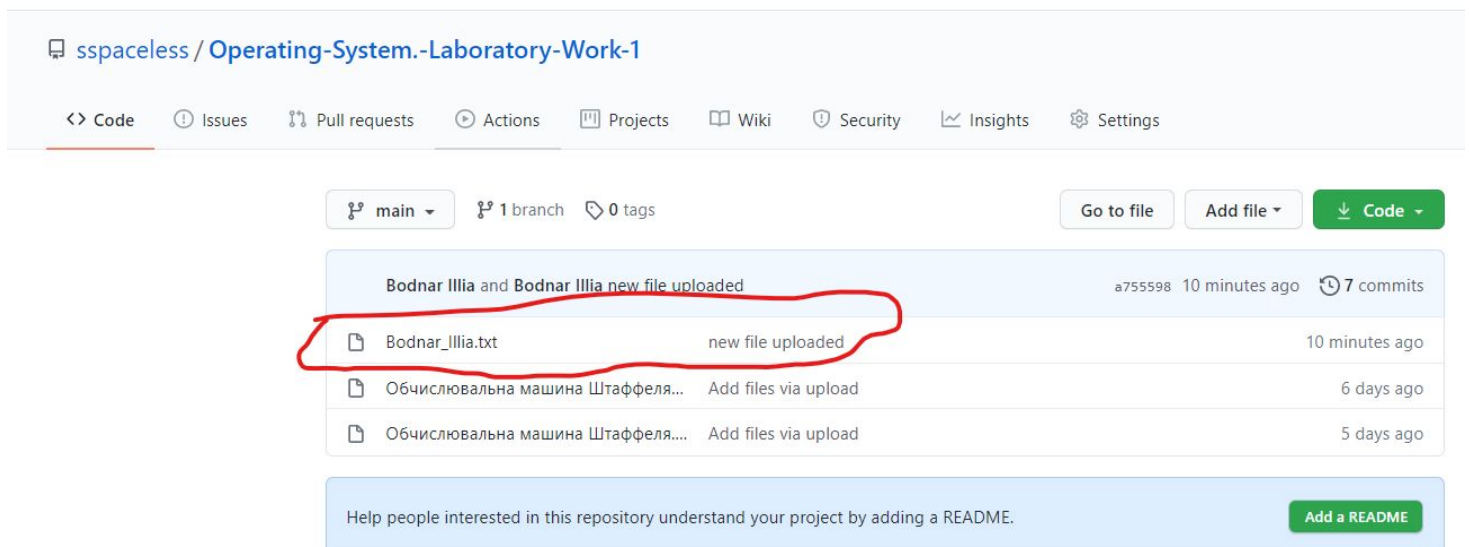 sspaceless / Operating-System.-Laboratory-Work-1
Code Issues Pull requests Actions Projects Wiki Security Insights Settings
main 1 branch 0 tags Go to file Add file Code
Bodnar Illia and Bodnar Illia new file uploaded a755598 10 minutes ago 7 commits
Bodnar_Illia.txt new file uploaded 10 minutes ago
Обчислювальна машина Штаффеля... Add files via upload 6 days ago
Обчислювальна машина Штаффеля.... Add files via upload 5 days ago
Help people interested in this repository understand your project by adding a README. Add a README